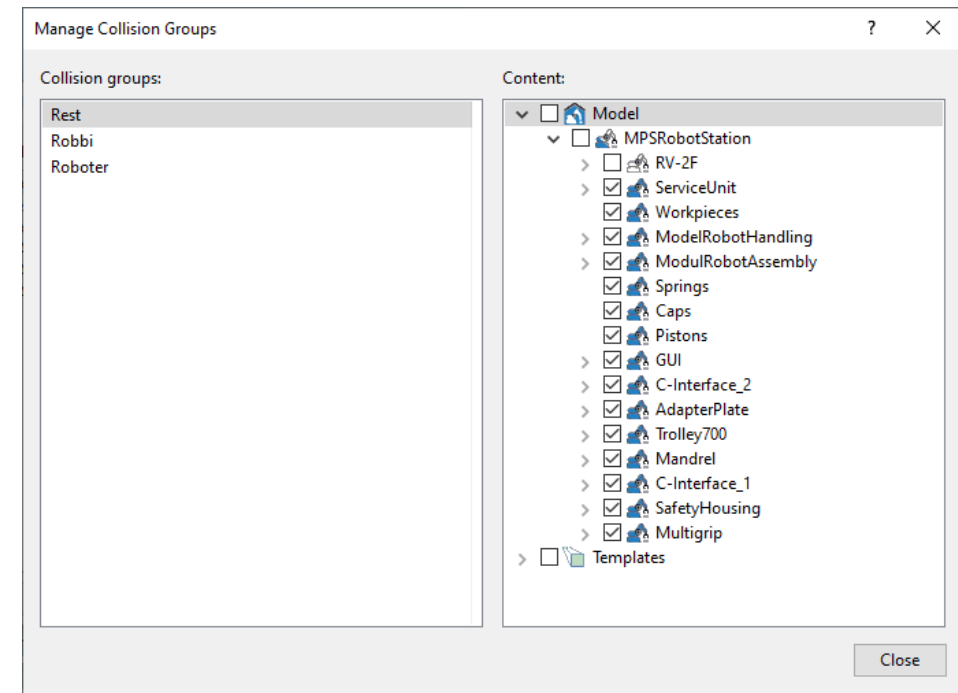 Manage Collision Groups
?
Collision groups:
Content:
Rest
Robbi
Roboter
Model
MPSRobotStation
RV-2F
ServiceUnit
Workpieces
ModelRobotHandling
ModulRobotAssembly
Springs
Caps
Pistons
GUI
C-Interface_2
AdapterPlate
Trolley700
Mandrel
C-Interface_1
SafetyHousing
Multigrip
Templates
Close